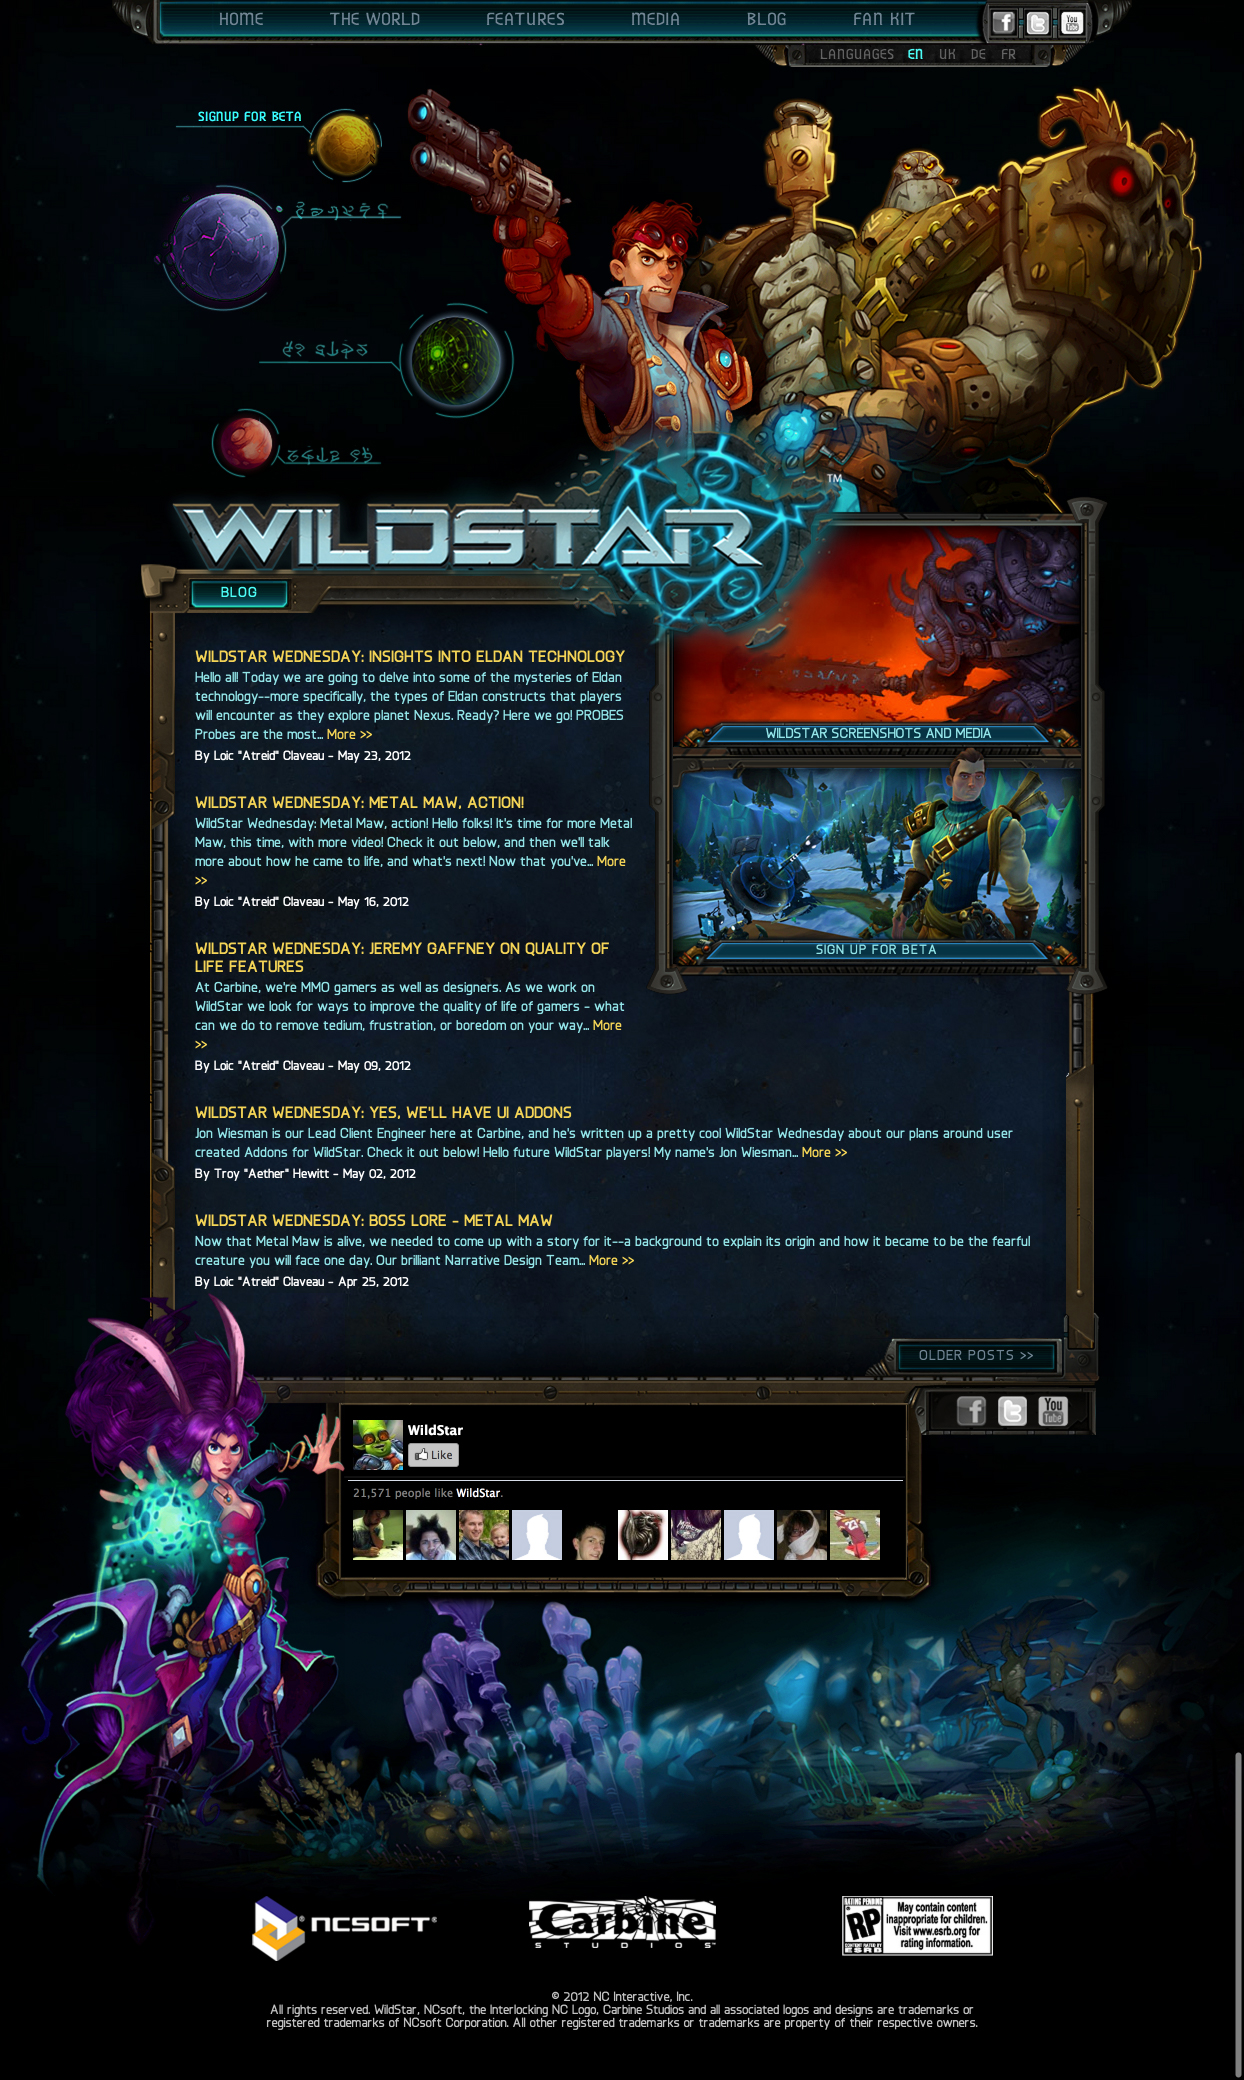 HOME THE WORLD FEATURES MEDIA BLOG FAN KIT
You Tube
LANGUAGES EN UK DE FR
SIGNUP FOR BETA
WILDSTAR
TM
BLOG
WILDSTAR WEDNESDAY: INSIGHTS INTO ELDAN TECHNOLOGY
Hello all! Today we are going to delve into some of the mysteries of Eldan
technology--more specifically, the types of Eldan constructs that players
will encounter as they explore planet Nexus. Ready? Here we go! PROBES
Probes are the most... More >>
By Loic "Atreid" Claveau - May 23, 2012
WILDSTAR WEDNESDAY: METAL MAW, ACTION!
WildStar Wednesday: Metal Maw, action! Hello folks! It's time for more Metal
Maw, this time, with more video! Check it out below, and then we'll talk
more about how he came to life, and what's next! Now that you've... More
>>
By Loic "Atreid" Claveau - May 16, 2012
WILDSTAR WEDNESDAY: JEREMY GAFFNEY ON QUALITY OF
LIFE FEATURES
At Carbine, we're MMO gamers as well as designers. As we work on
WildStar we look for ways to improve the quality of life of gamers - what
can we do to remove tedium, frustration, or boredom on your way... More
>>
By Loic "Atreid" Claveau - May 09, 2012
WILDSTAR SCREENSHOTS AND MEDIA
SIGN UP FOR BETA
WILDSTAR WEDNESDAY: YES, WE'LL HAVE UI ADDONS
Jon Wiesman is our Lead Client Engineer here at Carbine, and he's written up a pretty cool WildStar Wednesday about our plans around user
created Addons for WildStar. Check it out below! Hello future WildStar players! My name's Jon Wiesman... More >>
By Troy "Aether" Hewitt - May 02, 2012
WILDSTAR WEDNESDAY: BOSS LORE - METAL MAW
Now that Metal Maw is alive, we needed to come up with a story for it--a background to explain its origin and how it became to be the fearful
creature you will face one day. Our brilliant Narrative Design Team... More >>
By Loic "Atreid" Claveau - Apr 25, 2012
OLDER POSTS >>
You Tube
WildStar
Like
21,571 people like WildStar.
NCSOFT®
Carbine
STUDIOS
RATING PENDING
RP
ESRB
May contain content
inappropriate for children.
Visit www.esrb.org for
rating information.
© 2012 NC Interactive, Inc.
All rights reserved. WildStar, NCsoft, the Interlocking NC Logo, Carbine Studios and all associated logos and designs are trademarks or
registered trademarks of NCsoft Corporation. All other registered trademarks or trademarks are property of their respective owners.